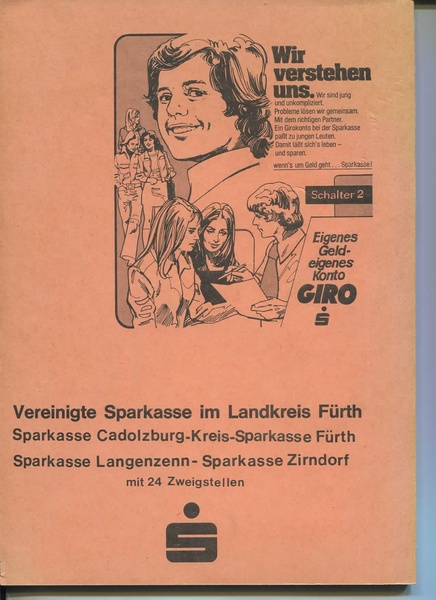 Wir
verstehen
uns. Wir sind jung
und unkompliziert.
Probleme lösen wir gemeinsam.
Mit dem richtigen Partner.
Ein Girokonto bei der Sparkasse
paßt zu jungen Leuten.
Damit läßt sich's leben –
und sparen.
wenn's um Geld geht . . . Sparkasse!
Schalter 2
Eigenes
Geld-
eigenes
Konto
GIRO
Vereinigte Sparkasse im Landkreis Fürth
Sparkasse Cadolzburg-Kreis-Sparkasse Fürth
Sparkasse Langenzenn - Sparkasse Zirndorf
mit 24 Zweigstellen